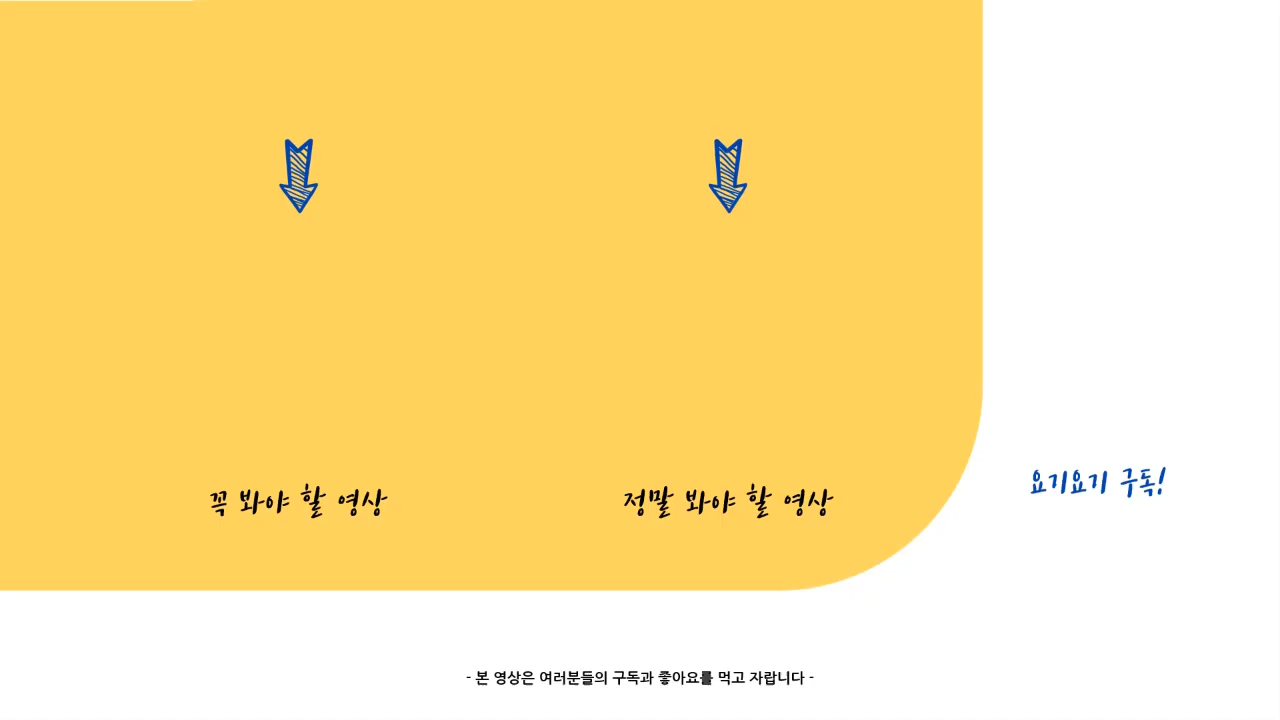 꼭 봐야 할 영상
정말 봐야 할 영상
요기요기 구독!
- 본 영상은 여러분들의 구독과 좋아요를 먹고 자랍니다 -